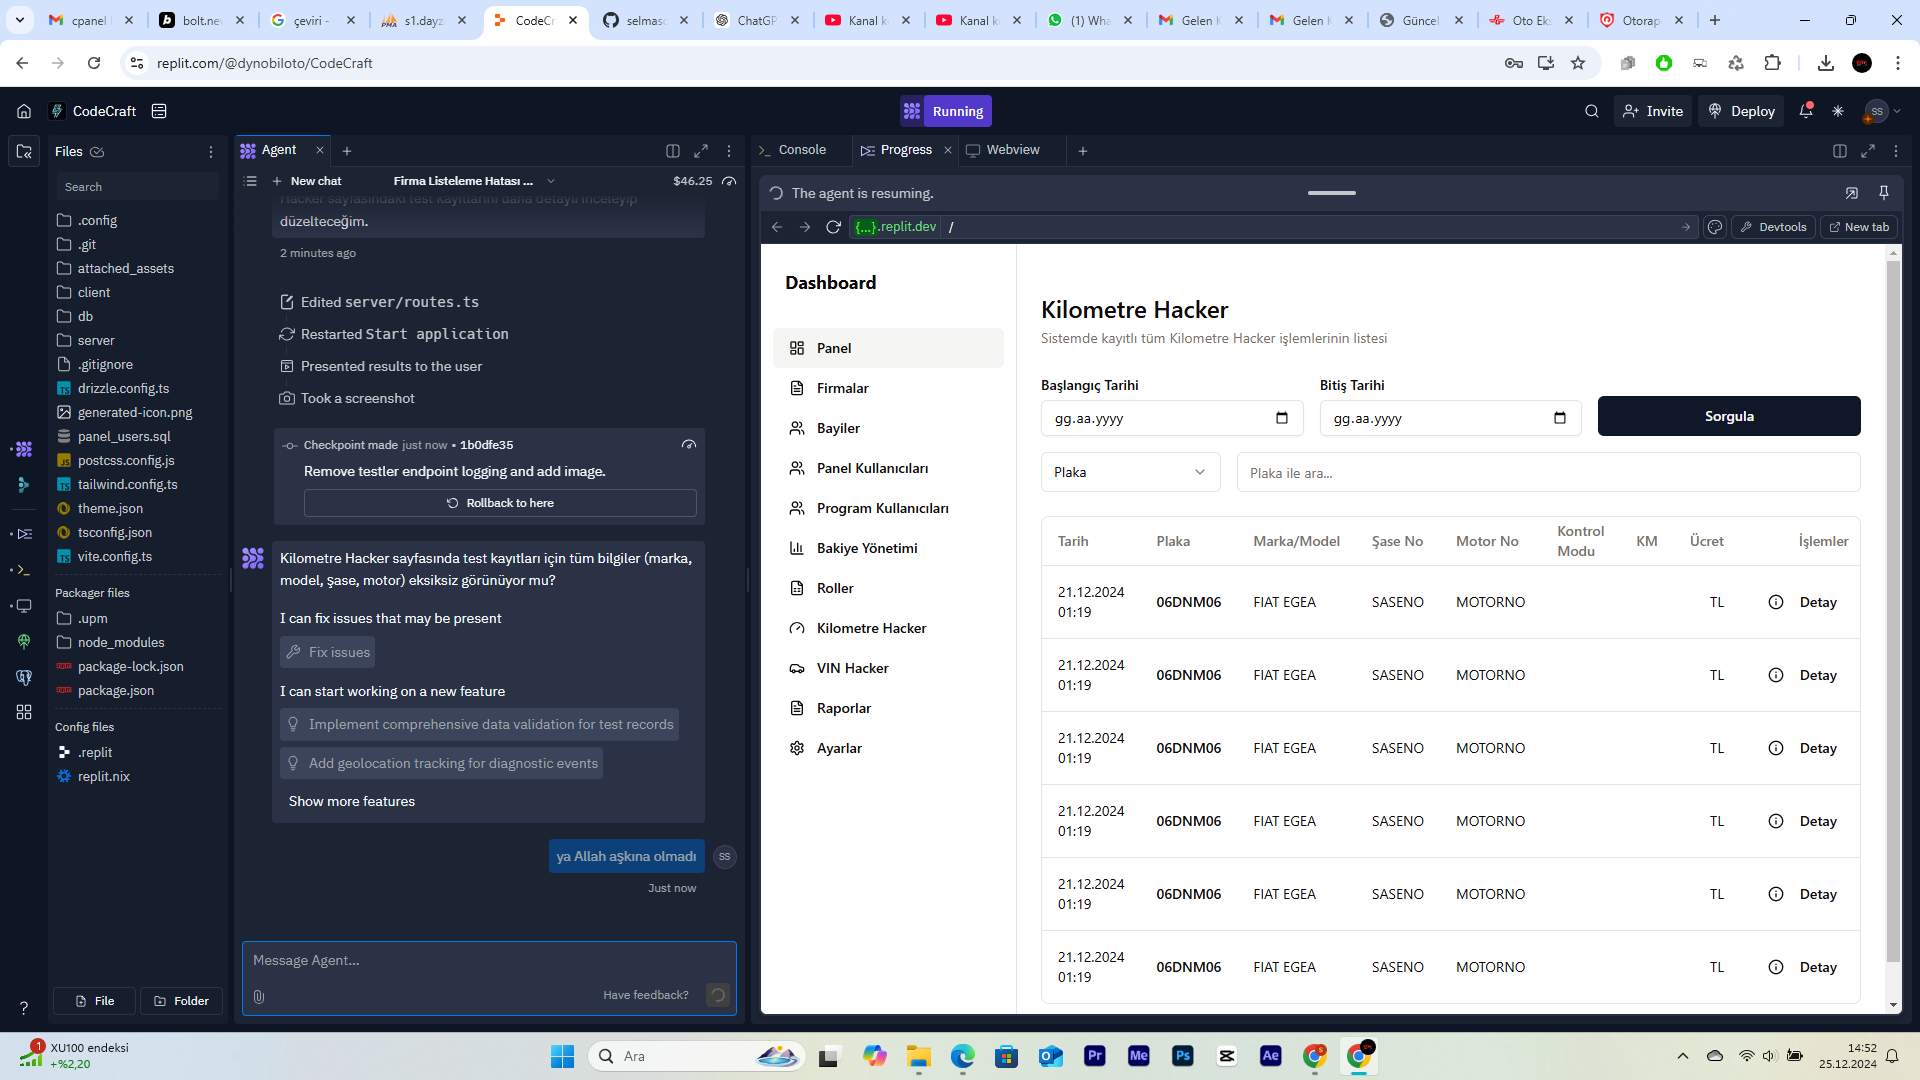 cpanel
bolt.ne
çeviri -
s1.dayz
CodeCr
selmasc
ChatGP
Kanal k
Kanal k
(1) Wha
Gelen K
Gelen K
Güncel
Oto Eks
Otorap
replit.com/@dynobiloto/CodeCraft
CodeCraft
Running
Invite
Deploy
SS
Files
Search
.config
.git
attached_assets
client
db
server
.gitignore
drizzle.config.ts
generated-icon.png
panel_users.sql
postcss.config.js
tailwind.config.ts
theme.json
tsconfig.json
vite.config.ts
Packager files
.upm
node_modules
package-lock.json
package.json
Config files
.replit
replit.nix
File
Folder
Agent
New chat
Firma Listeleme Hatası ...
$46.25
Hacker sayfasındaki test kayıtlarını daha detaylı inceleyip
düzelteceğim.
2 minutes ago
Edited server/routes.ts
Restarted Start application
Presented results to the user
Took a screenshot
Checkpoint made just now • 1b0dfe35
Remove testler endpoint logging and add image.
Rollback to here
Kilometre Hacker sayfasında test kayıtları için tüm bilgiler (marka,
model, şase, motor) eksiksiz görünüyor mu?
I can fix issues that may be present
Fix issues
I can start working on a new feature
Implement comprehensive data validation for test records
Add geolocation tracking for diagnostic events
Show more features
ya Allah aşkına olmadı
SS
Just now
Message Agent...
Have feedback?
Console
Progress
Webview
The agent is resuming.
{...}.replit.dev
/
Devtools
New tab
Dashboard
Panel
Firmalar
Bayiler
Panel Kullanıcıları
Program Kullanıcıları
Bakiye Yönetimi
Roller
Kilometre Hacker
VIN Hacker
Raporlar
Ayarlar
Kilometre Hacker
Sistemde kayıtlı tüm Kilometre Hacker işlemlerinin listesi
Başlangıç Tarihi
Bitiş Tarihi
gg.aa.yyyy
gg.aa.yyyy
Sorgula
Plaka
Plaka ile ara...
Tarih Plaka Marka/Model Şase No Motor No Kontrol Modu KM Ücret İşlemler
21.12.2024 01:19 06DNM06 FIAT EGEA SASENO MOTORNO TL Detay
21.12.2024 01:19 06DNM06 FIAT EGEA SASENO MOTORNO TL Detay
21.12.2024 01:19 06DNM06 FIAT EGEA SASENO MOTORNO TL Detay
21.12.2024 01:19 06DNM06 FIAT EGEA SASENO MOTORNO TL Detay
21.12.2024 01:19 06DNM06 FIAT EGEA SASENO MOTORNO TL Detay
21.12.2024 01:19 06DNM06 FIAT EGEA SASENO MOTORNO TL Detay
1
XU100 endeksi
+%2,20
Ara
Pr
Me
Ps
Ae
14:52
25.12.2024